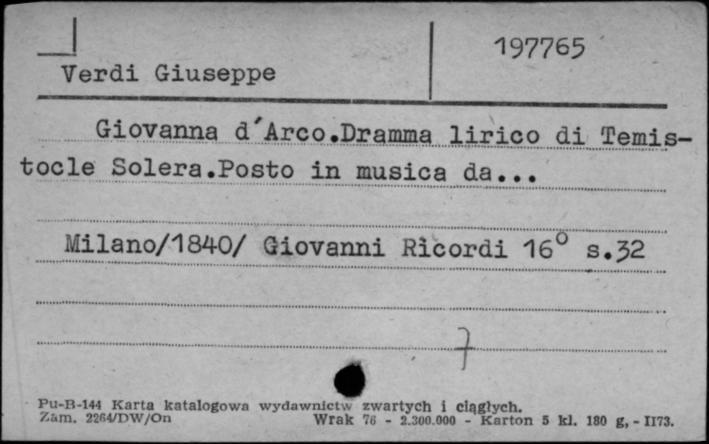 197765
Verdi Giuseppe
Giovanna d´Arco.Dramma lirico di Temis-
tocle Solera.Posto in musica da...
Milano/1840/ Giovanni Ricordi 16° s.32
7
Pu-B-144 Karta katalogowa wydawnictw zwartych i ciągłych.
Zam. 2264/DW/On Wrak 76 - 2.300.000 - Karton 5 kl. 180 g, - II73.